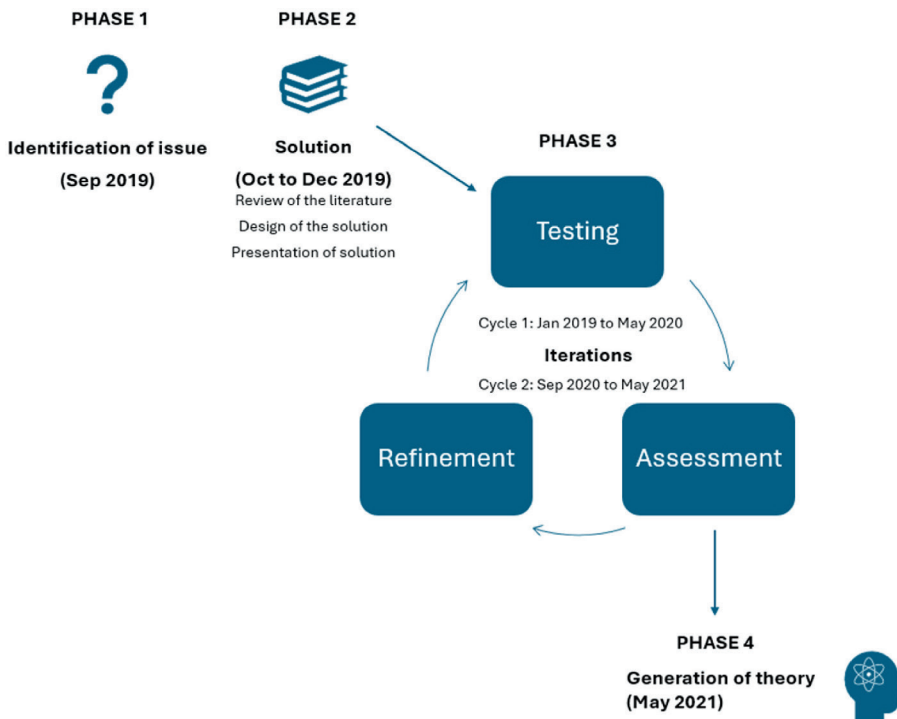 PHASE 1
?
Identification of issue
(Sep 2019)
PHASE 2
Solution
(Oct to Dec 2019)
Review of the literature
Design of the solution
Presentation of solution
PHASE 3
Testing
Cycle 1: Jan 2019 to May 2020
Iterations
Cycle 2: Sep 2020 to May 2021
Refinement
Assessment
PHASE 4
Generation of theory
(May 2021)